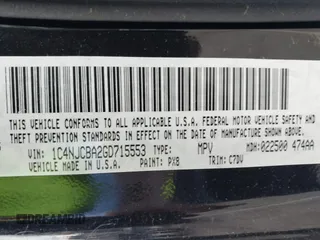 THIS VEHICLE CONFORMS TO ALL APPLICABLE U.S.A. FEDERAL MOTOR VEHICLE SAFETY AND
THEFT PREVENTION STANDARDS IN EFFECT ON THE DATE OF MANUFACTURE SHOWN ABOVE.
VIN: 1C4NJCBA2GD715553 TYPE: MPV MDH: 022500 474AA
VEHICLE MADE IN U.S.A. PAINT: PX8 TRIM: C7DV